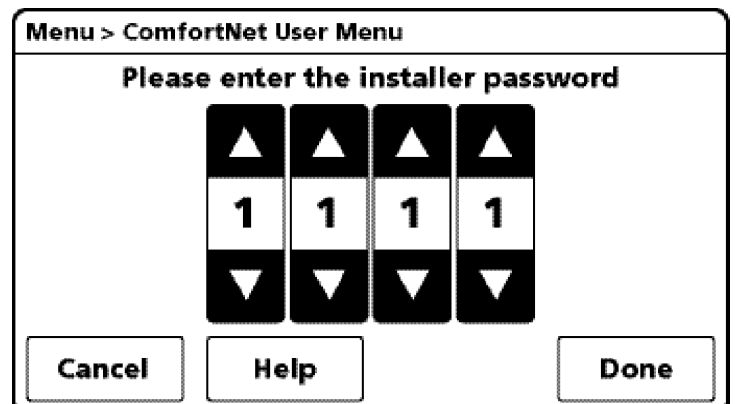 Menu > ComfortNet User Menu
Please enter the installer password
1 1 1 1
Cancel Help Done